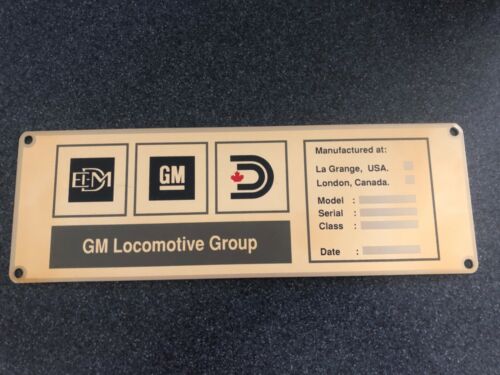 EMD
GM
D
GM Locomotive Group
Manufactured at:
La Grange, USA.
London, Canada.
Model :
Serial :
Class :
Date :